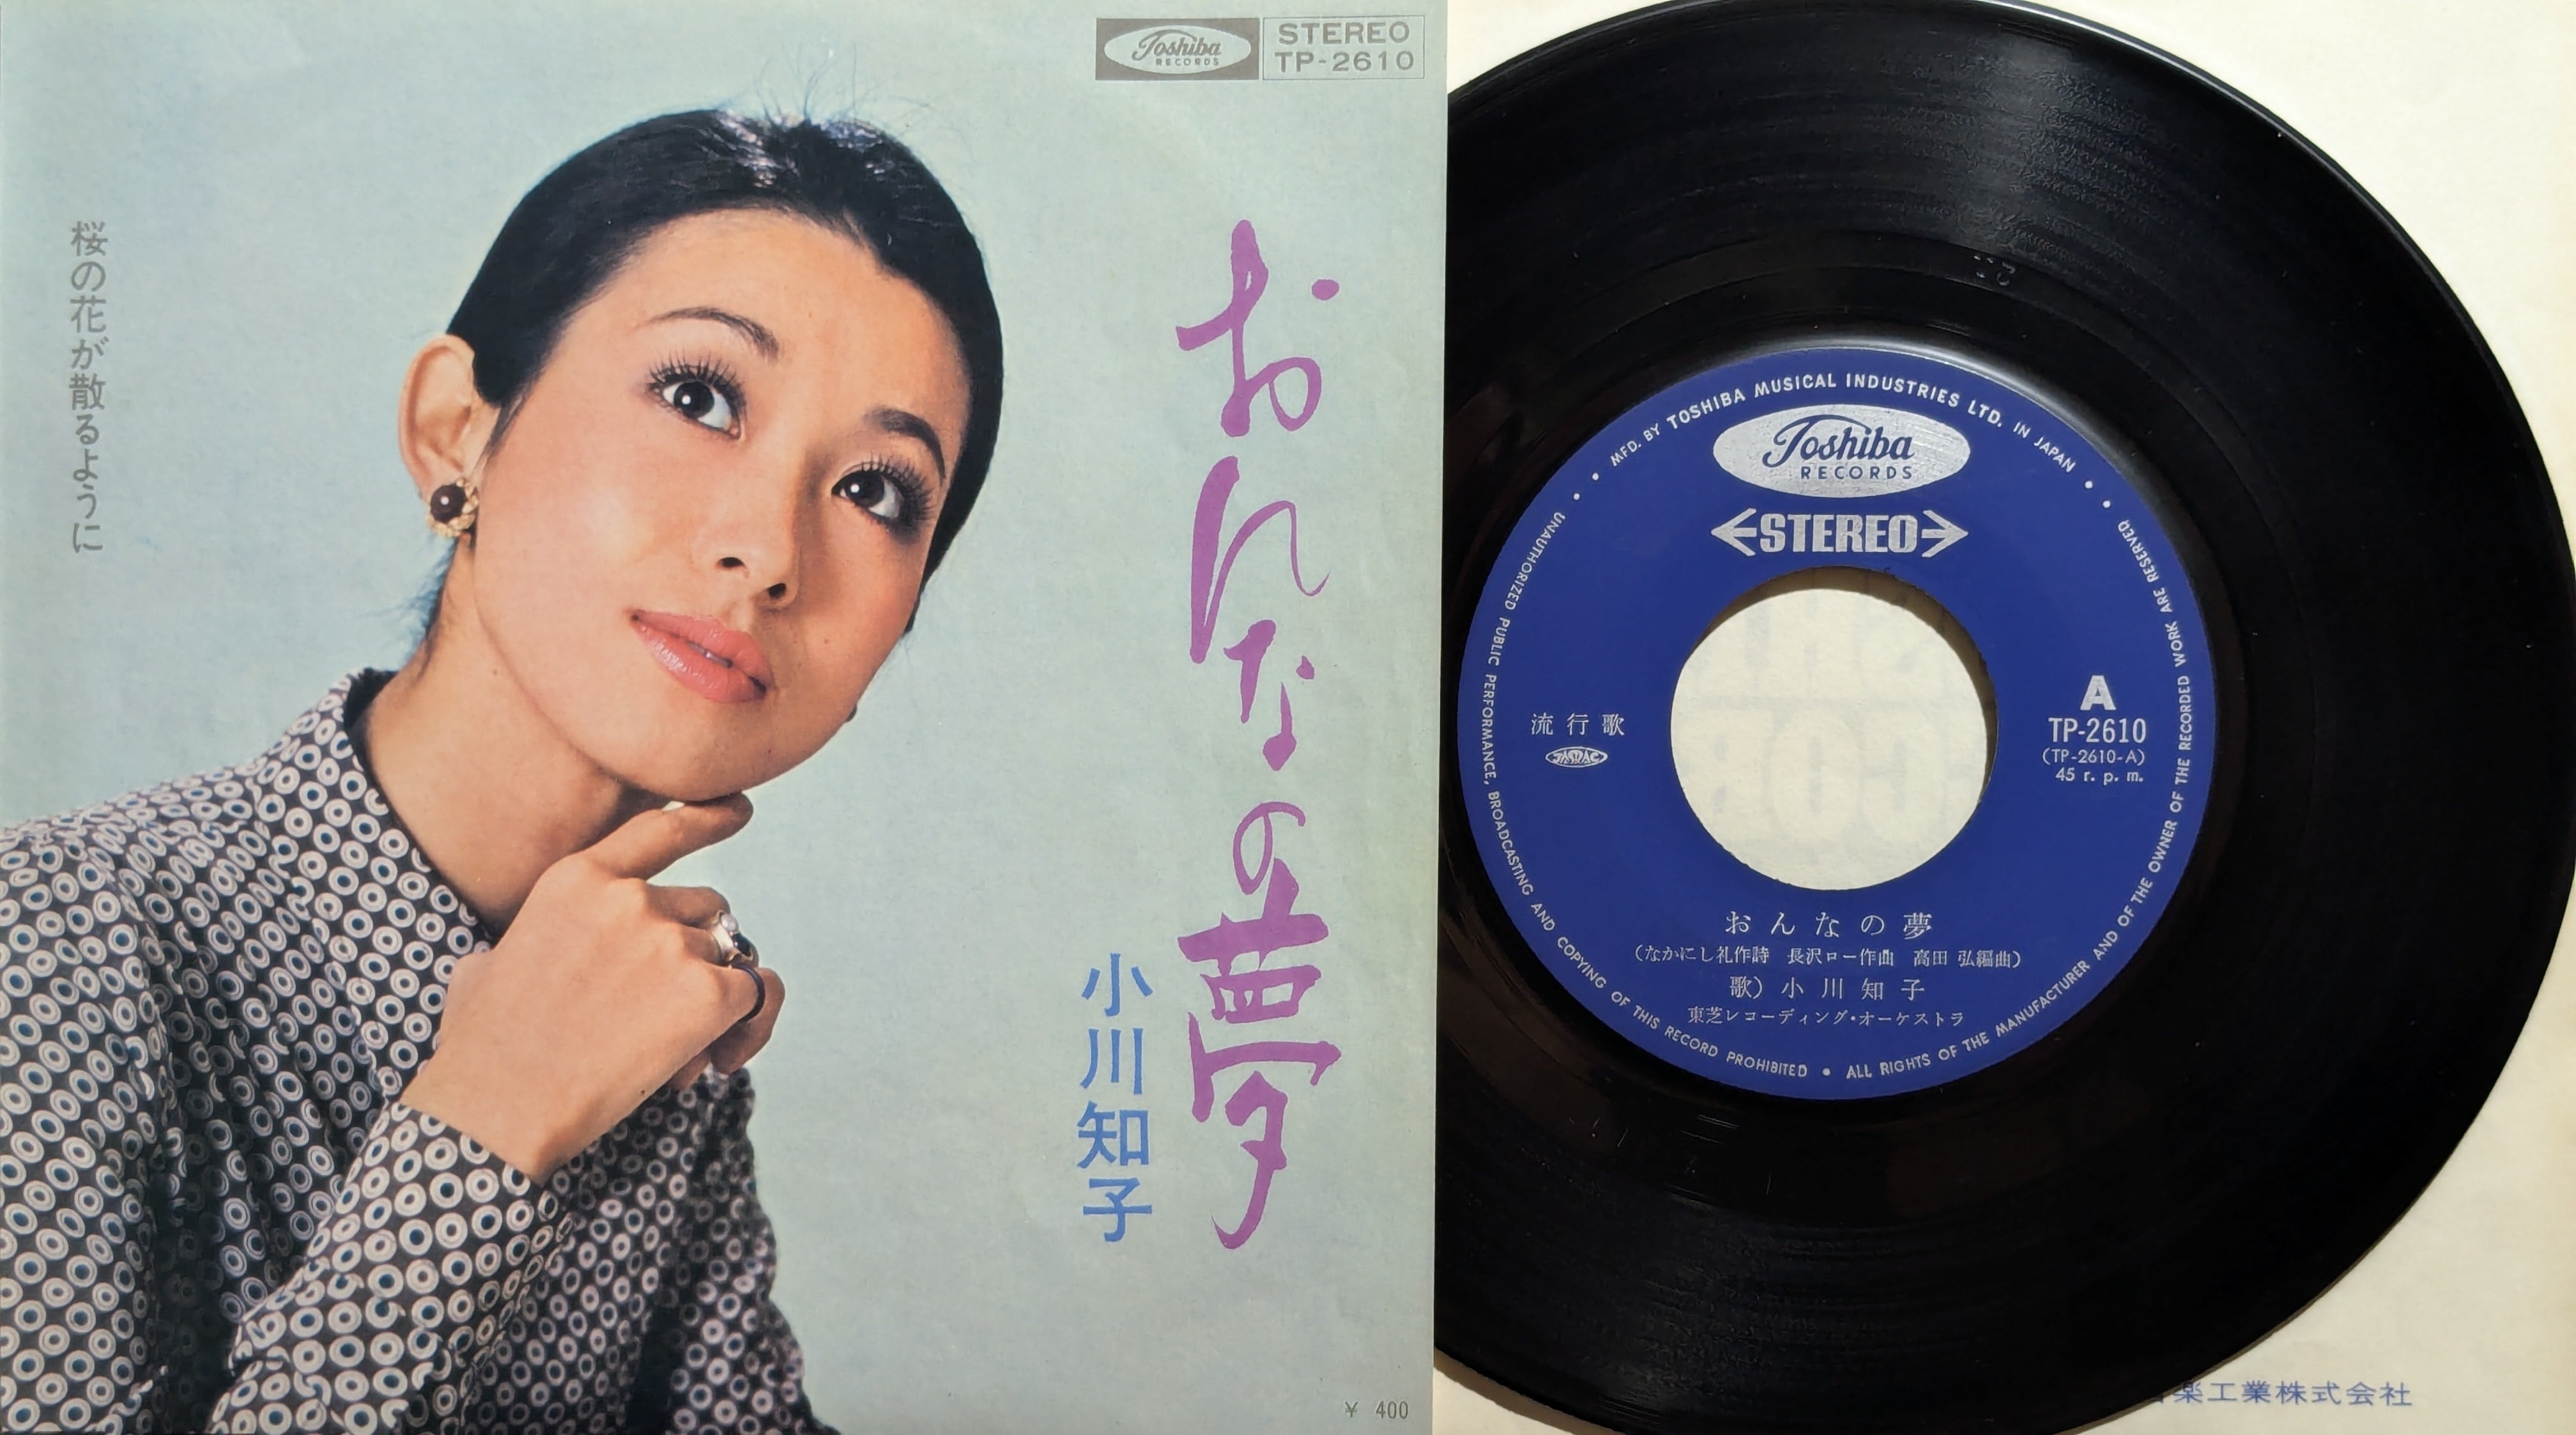 Toshiba
RECORDS
STEREO
TP-2610
おんなの夢
小川知子
桜の花が散るように
¥ 400
MFD. BY TOSHIBA MUSICAL INDUSTRIES LTD. IN JAPAN
Toshiba
RECORDS
STEREO
流行歌
JASRAC
A
TP-2610
(TP-2610-A)
45 r. p. m.
おんなの夢
(なかにし礼作詩 長沢ロー作曲 高田 弘編曲)
歌) 小川知子
東芝レコーディング・オーケストラ
UNAUTHORIZED PUBLIC PERFORMANCE, BROADCASTING AND COPYING OF THIS RECORD PROHIBITED • ALL RIGHTS OF THE MANUFACTURER AND OF THE OWNER OF THE RECORDED WORK ARE RESERVED
楽工業株式会社